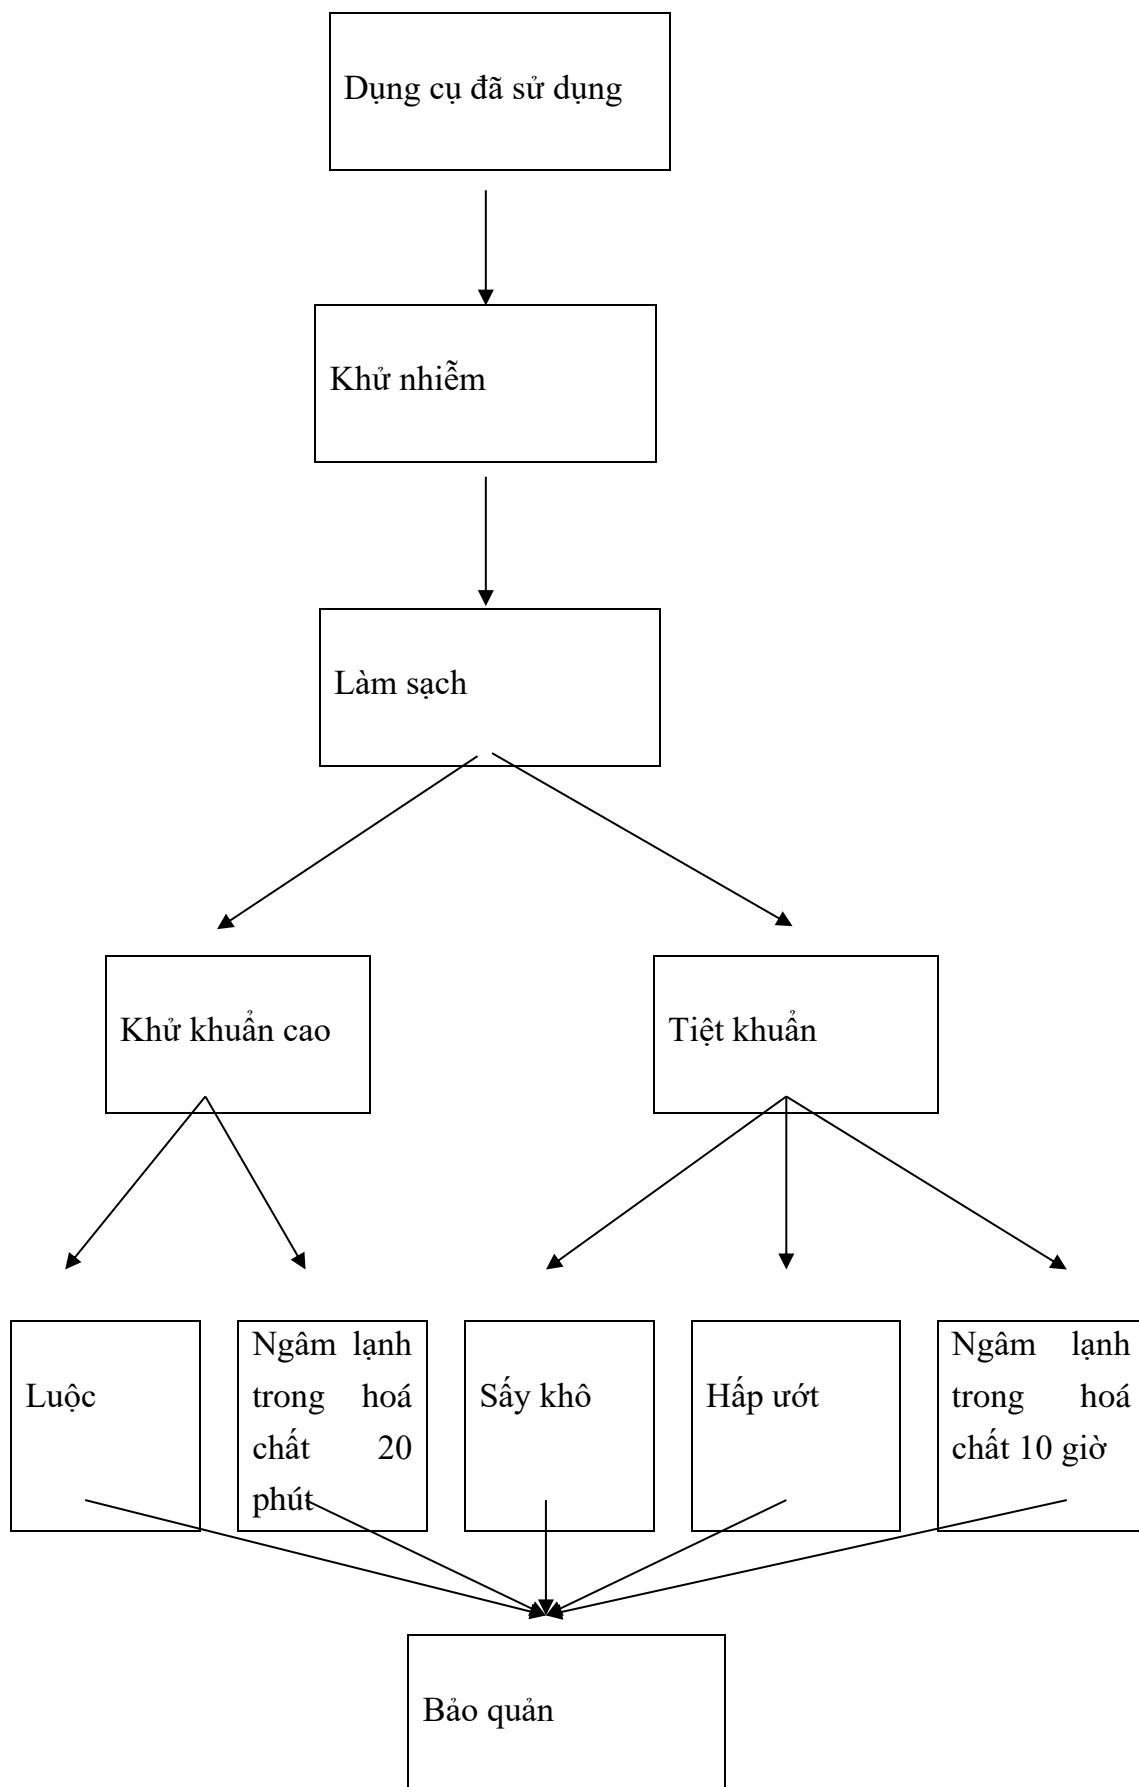 Dụng cụ đã sử dụng
Khử nhiễm
Làm sạch
Khử khuẩn cao
Tiệt khuẩn
Luộc
Ngâm lạnh
trong hoá
chất 20
phút
Sấy khô
Hấp ướt
Ngâm lạnh
trong hoá
chất 10 giờ
Bảo quản